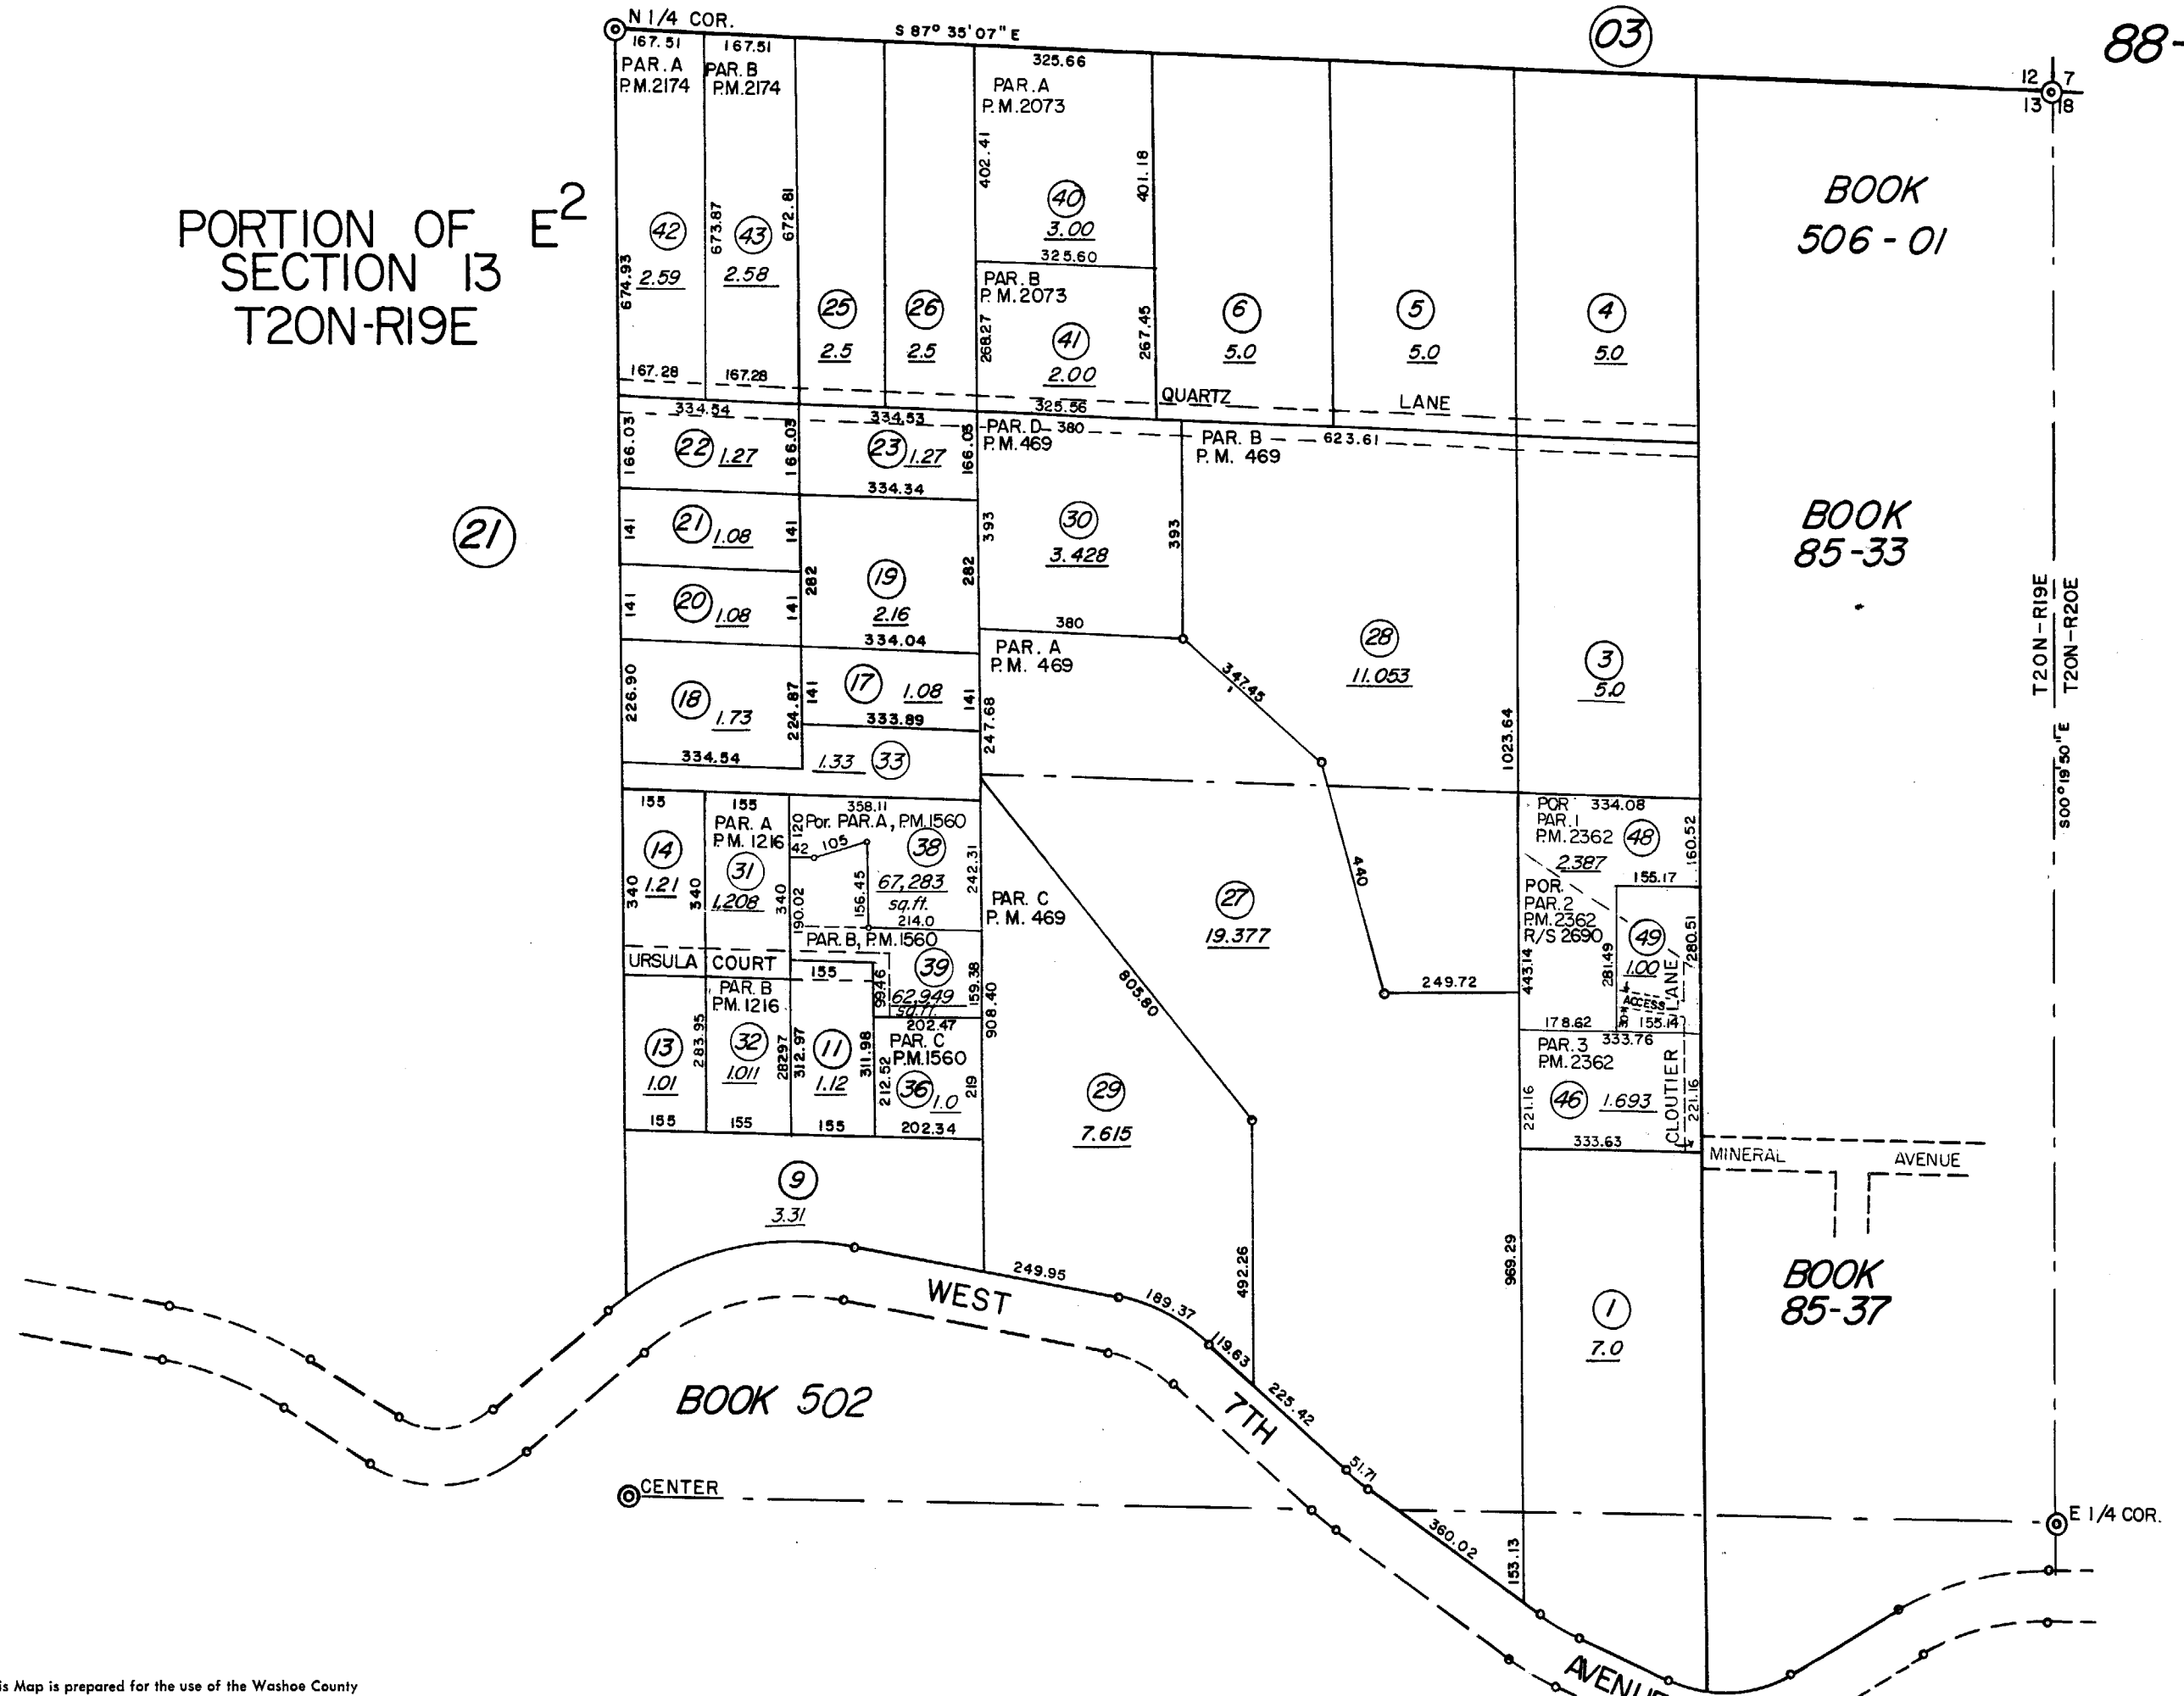 N 1/4 COR.
S 87° 35' 07" E
03
88-
167.51
167.51
325.66
12 7
13 18
PAR. A
P.M. 2174
PAR. B
P.M. 2174
PAR. A
P.M. 2073
PORTION OF E2
SECTION 13
T20N-R19E
402.41
401.18
BOOK
506-01
674.93
42
2.59
673.87
43
2.58
672.81
40
3.00
325.60
PAR. B
P.M. 2073
25
2.5
26
2.5
268.27
41
2.00
267.45
6
5.0
5
5.0
4
5.0
167.28
167.28
QUARTZ
LANE
334.54
334.53
325.56
PAR. D 380
P.M. 469
PAR. B 623.61
P.M. 469
166.03
22
1.27
166.03
23
1.27
166.05
334.34
21
141
21
1.08
141
393
30
3.428
393
BOOK
85-33
141
20
1.08
141
282
19
2.16
282
334.04
380
PAR. A
P.M. 469
28
11.053
3
5.0
T20N-R19E
T20N-R20E
226.90
18
1.73
224.87
141
17
1.08
141
333.89
247.68
347.45
1023.64
334.54
1.33
33
S00°19'50"E
155
155
358.11
PAR. A
P.M. 1216
120
Por. PAR. A, P.M. 1560
42
105
38
67,283
sq.ft.
242.31
14
1.21
340
340
31
1.208
340
190.02
156.45
214.0
PAR. C
P. M. 469
27
19.377
440
POR
PAR. 1
P.M. 2362
334.08
48
2.387
160.52
155.17
POR.
PAR. 2
P.M. 2362
R/S 2690
49
1.00
281.49
280.51
443.14
ACCESS
30
178.62
155.14
URSULA COURT
PAR. B, P.M. 1560
155
39
62,949
sq.ft.
99.46
159.38
202.47
908.40
805.80
249.72
PAR. B
P.M. 1216
13
1.01
283.95
32
1.011
282.97
312.97
11
1.12
311.98
PAR. C
P.M. 1560
212.52
36
1.0
219
155
155
155
202.34
29
7.615
333.76
PAR. 3
P.M. 2362
221.16
46
1.693
221.16
CLOUTIER LANE
333.63
MINERAL AVENUE
9
3.31
492.26
969.29
1
7.0
BOOK
85-37
249.95
189.37
119.63
225.42
51.71
360.02
153.13
WEST
7TH
AVENUE
BOOK 502
CENTER
E 1/4 COR.
is Map is prepared for the use of the Washoe County